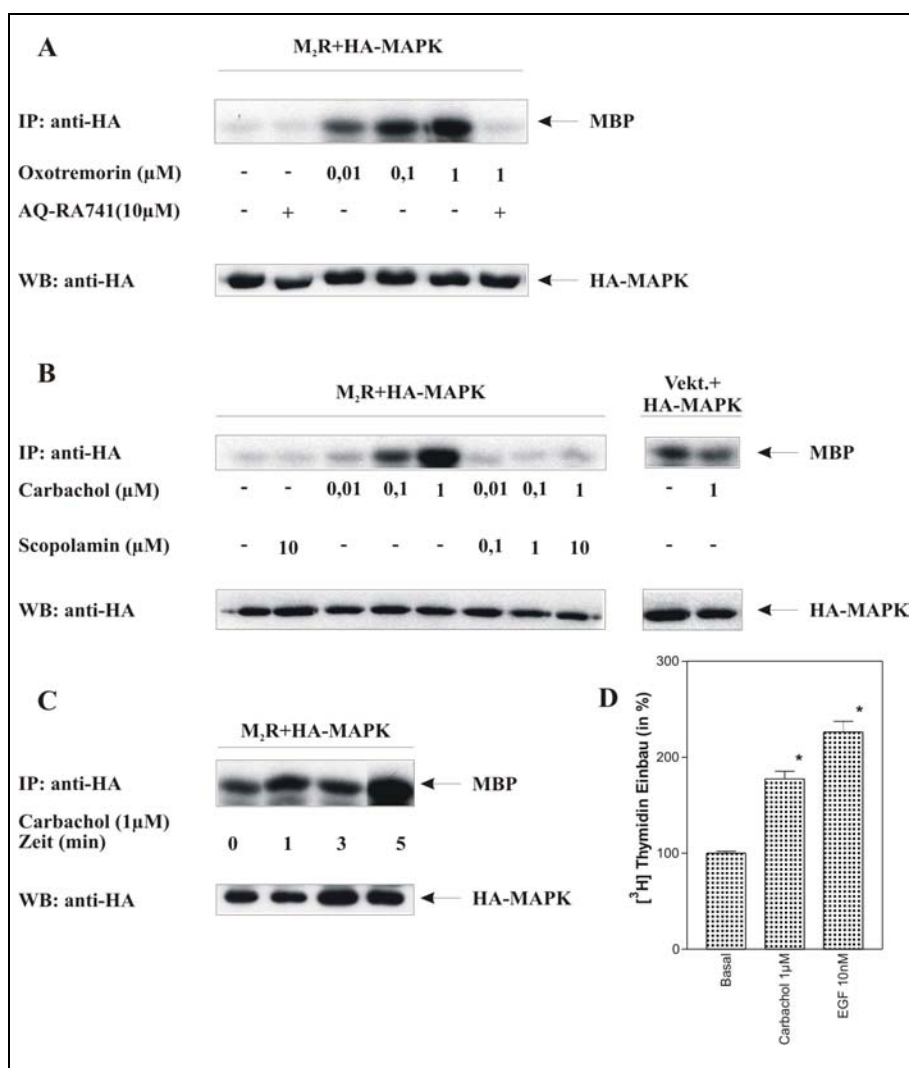 A
M₂R+HA-MAPK
IP: anti-HA
MBP
Oxotremorin (µM) - - 0,01 0,1 1 1
AQ-RA741(10µM) - + - - - +
WB: anti-HA
HA-MAPK
B
M₂R+HA-MAPK
Vekt.+
HA-MAPK
IP: anti-HA
MBP
Carbachol (µM) - - 0,01 0,1 1 0,01 0,1 1 - 1
Scopolamin (µM) - 10 - - - 0,1 1 10 - -
WB: anti-HA
HA-MAPK
C
M₂R+HA-MAPK
IP: anti-HA
MBP
Carbachol (1µM)
Zeit (min) 0 1 3 5
WB: anti-HA
HA-MAPK
D
[³H] Thymidin Einbau (in %)
300
200
100
0
*
*
Basal
Carbachol 1µM
EGF 10nM